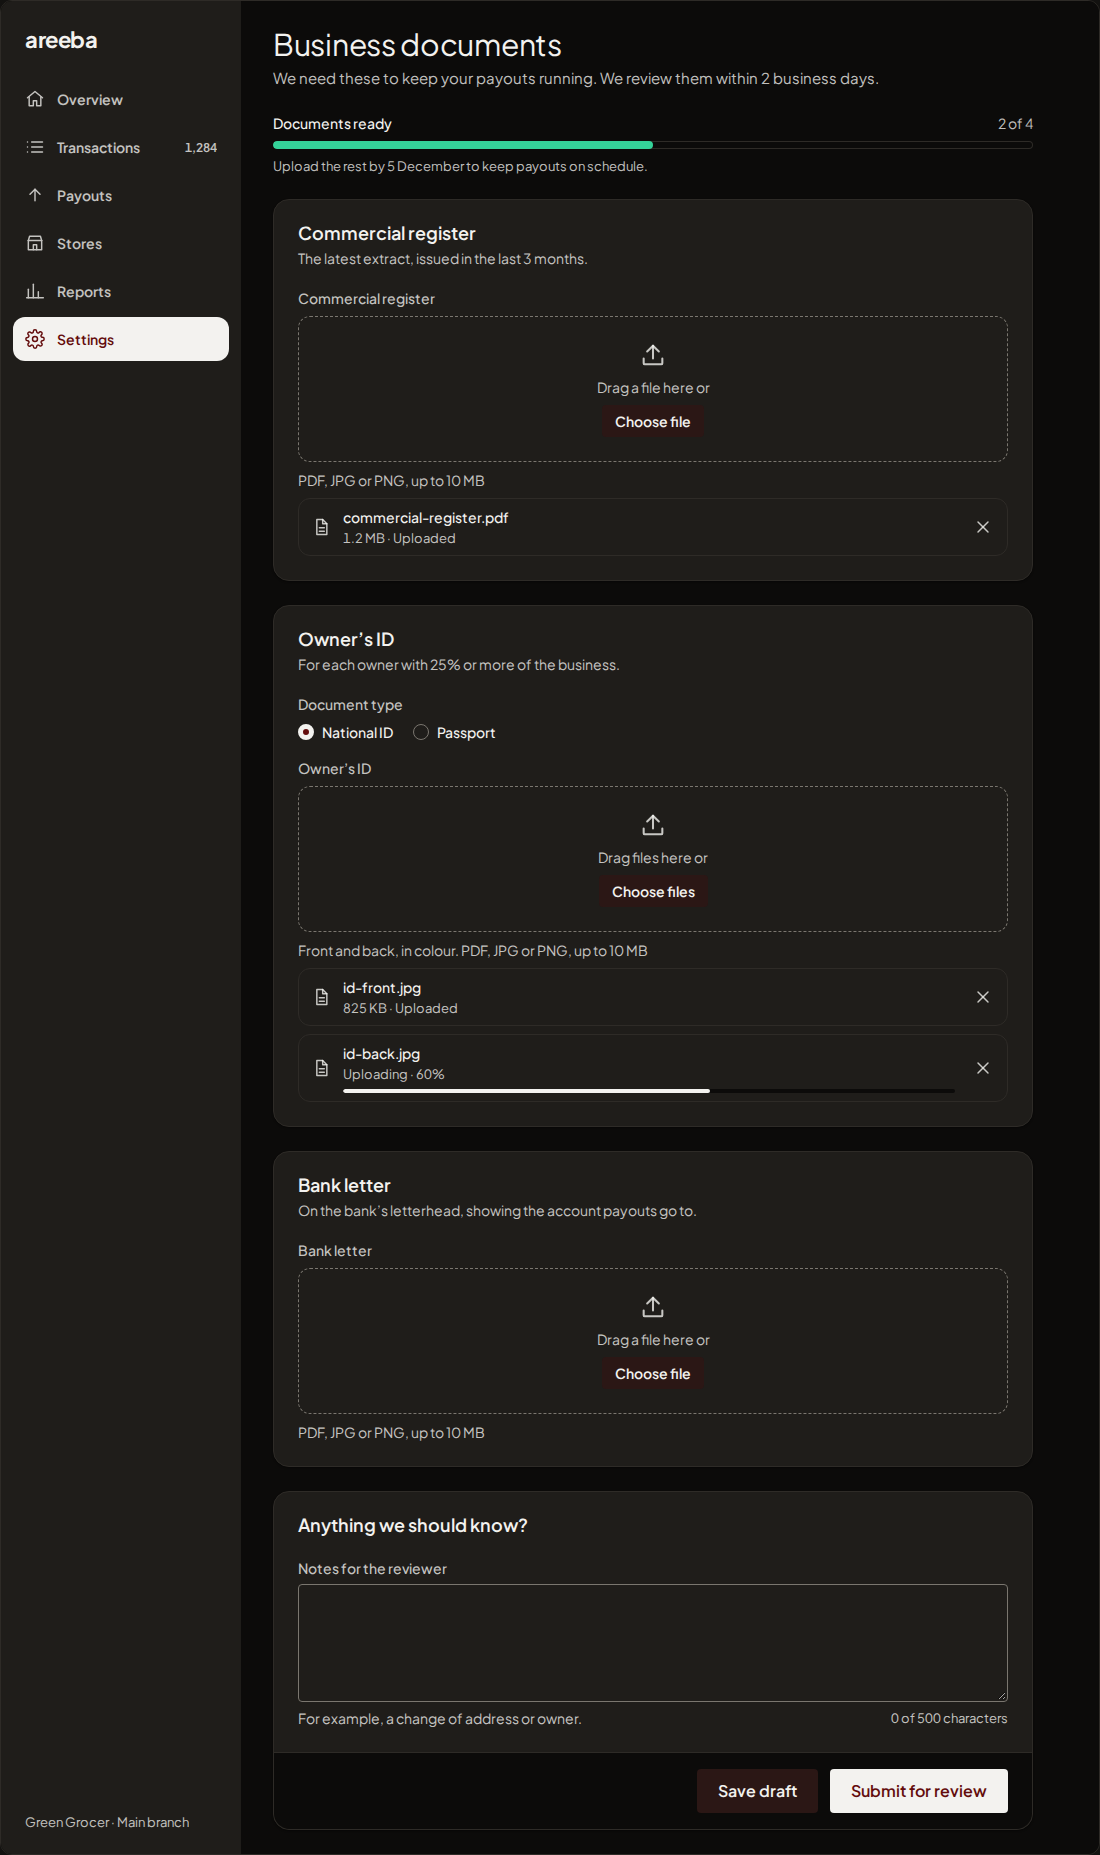 areeba
Overview
Transactions 1,284
Payouts
Stores
Reports
Settings
Green Grocer · Main branch
Business documents
We need these to keep your payouts running. We review them within 2 business days.
Documents ready 2 of 4
Upload the rest by 5 December to keep payouts on schedule.
Commercial register
The latest extract, issued in the last 3 months.
Commercial register
Drag a file here or
Choose file
PDF, JPG or PNG, up to 10 MB
commercial-register.pdf
1.2 MB · Uploaded
Owner’s ID
For each owner with 25% or more of the business.
Document type
National ID Passport
Owner’s ID
Drag files here or
Choose files
Front and back, in colour. PDF, JPG or PNG, up to 10 MB
id-front.jpg
825 KB · Uploaded
id-back.jpg
Uploading · 60%
Bank letter
On the bank’s letterhead, showing the account payouts go to.
Bank letter
Drag a file here or
Choose file
PDF, JPG or PNG, up to 10 MB
Anything we should know?
Notes for the reviewer
For example, a change of address or owner. 0 of 500 characters
Save draft Submit for review